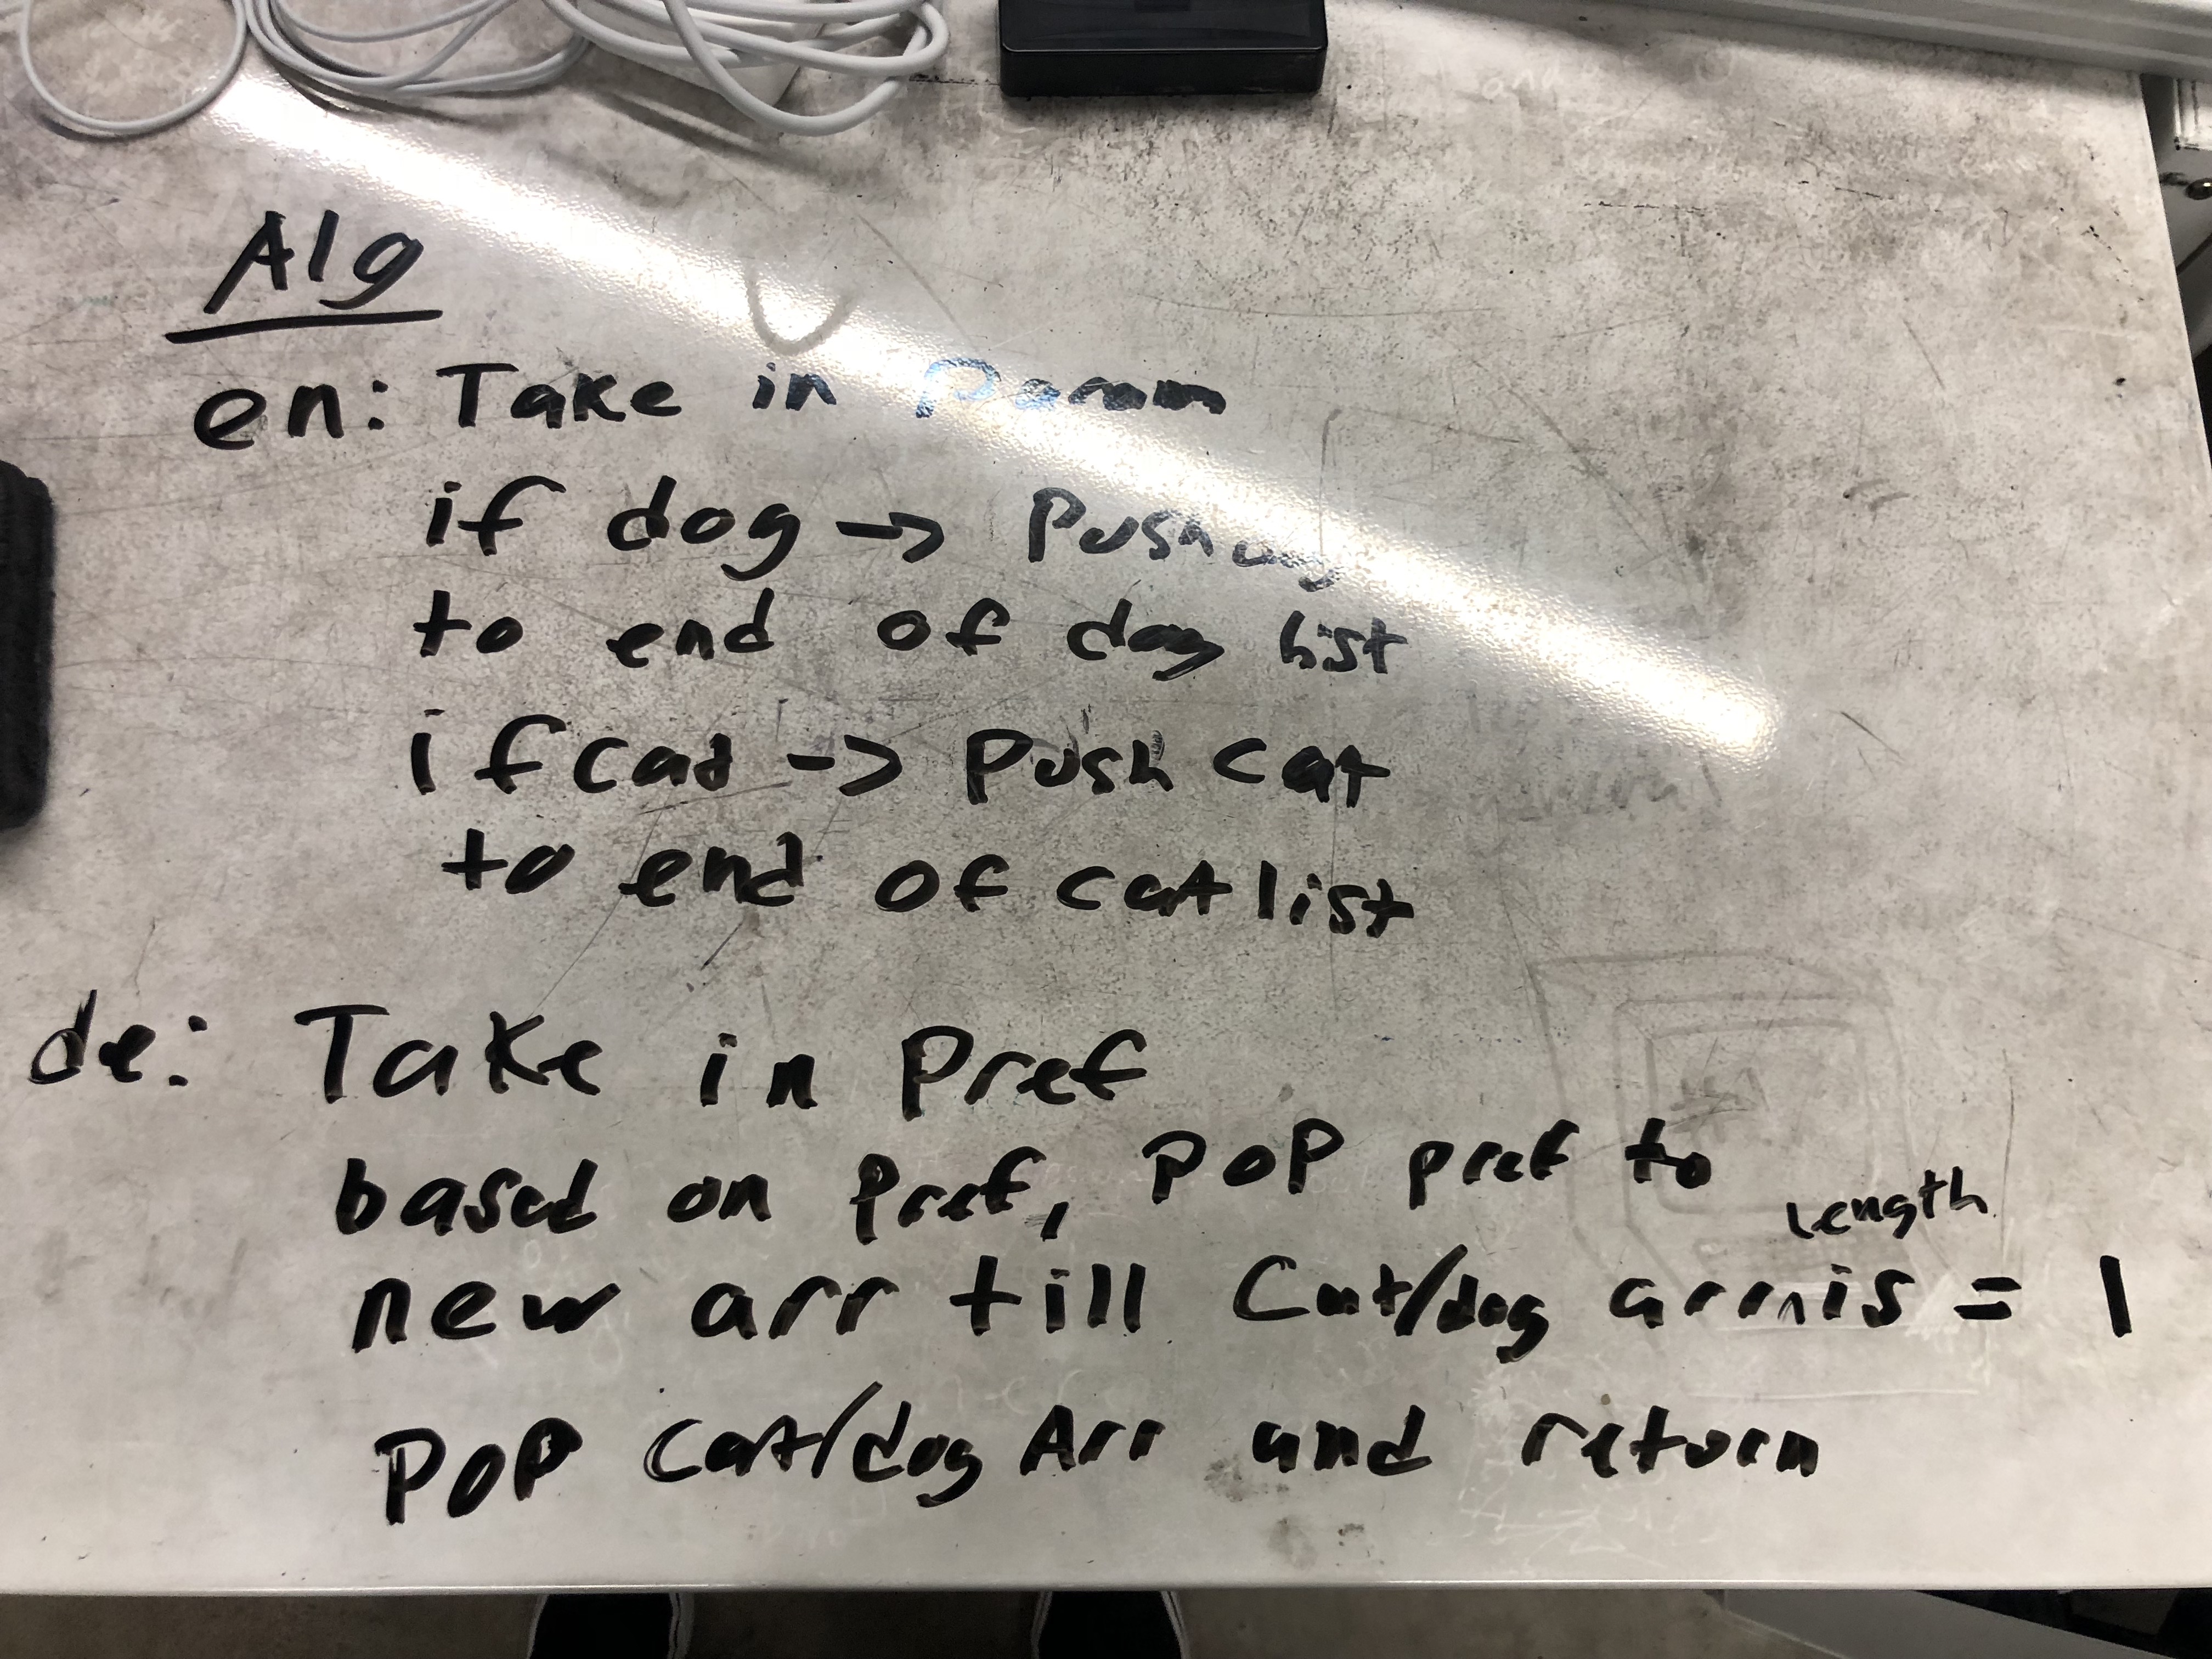 Alg
en: Take in Param
if dog -> Push dog
to end of dog list
if cat -> Push cat
to end of cat list
de: Take in Pref
based on Pref, POP pref to
length
new arr till Cat/dog arr ^ is = 1
POP Cat/dog Arr and return